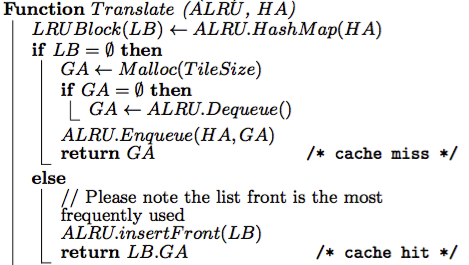 Function Translate (ALRU, HA)
LRUBlock(LB) ← ALRU.HashMap(HA)
if LB = ∅ then
GA ← Malloc(TileSize)
if GA = ∅ then
GA ← ALRU.Dequeue()
ALRU.Enqueue(HA, GA)
return GA /* cache miss */
else
// Please note the list front is the most
frequently used
ALRU.insertFront(LB)
return LB.GA /* cache hit */